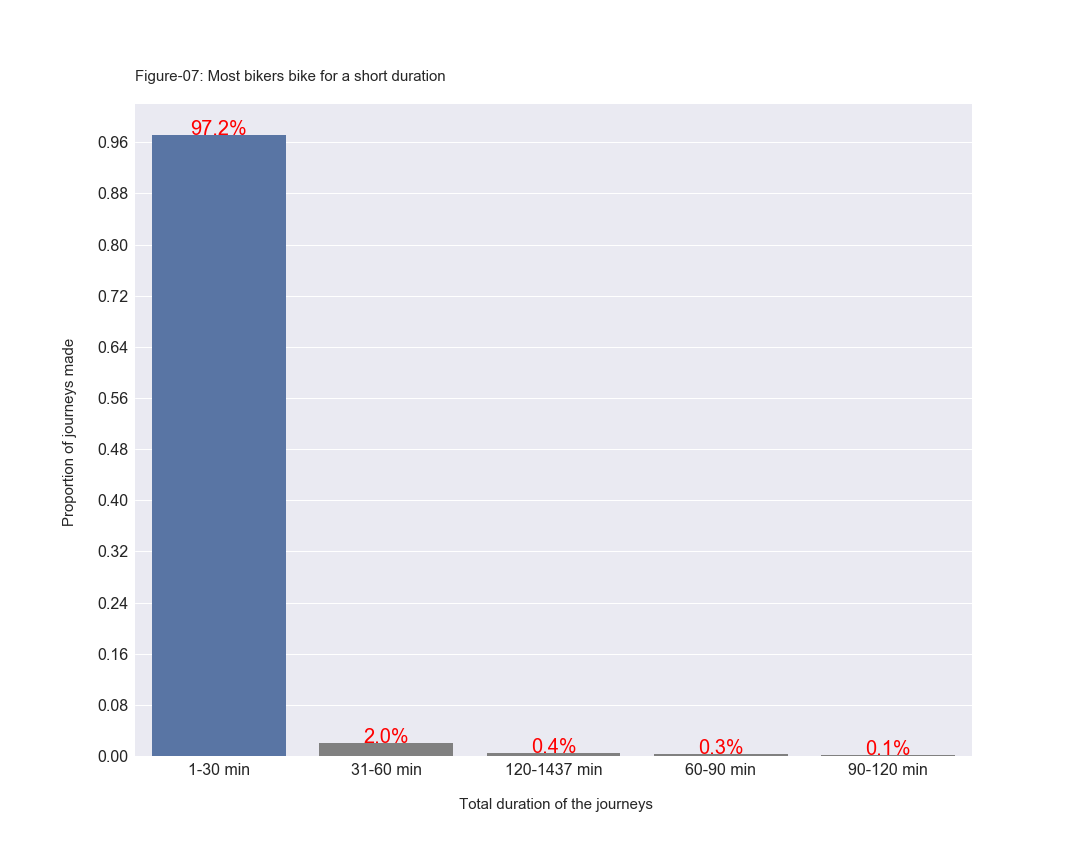 Figure-07: Most bikers bike for a short duration
97.2%
0.96
0.88
0.80
0.72
0.64
0.56
0.48
0.40
0.32
0.24
0.16
0.08
0.00
Proportion of journeys made
2.0%
0.4%
0.3%
0.1%
1-30 min
31-60 min
120-1437 min
60-90 min
90-120 min
Total duration of the journeys